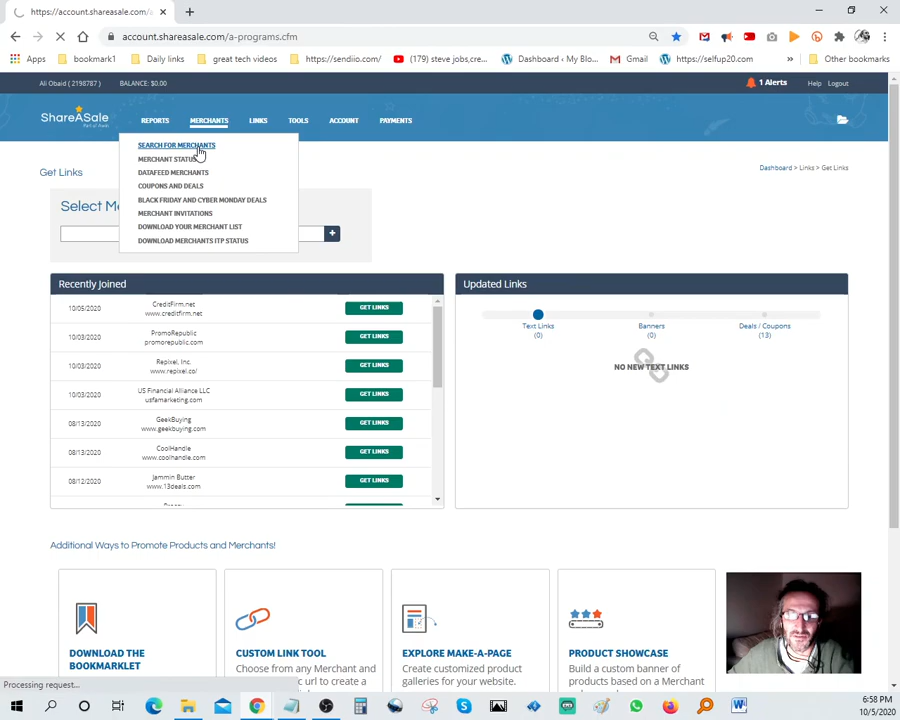 https://account.shareasale.com/a
account.shareasale.com/a-programs.cfm
Apps
bookmark1
Daily links
great tech videos
https://sendiio.com/
(179) steve jobs,cre...
Dashboard ‹ My Blo...
Gmail
https://selfup20.com
»
Other bookmarks
Ali Obaid ( 2198787 )
BALANCE: $0.00
1 Alerts
Help
Logout
ShareASale
Part of Awin
REPORTS
MERCHANTS
LINKS
TOOLS
ACCOUNT
PAYMENTS
SEARCH FOR MERCHANTS
MERCHANT STATUS
DATAFEED MERCHANTS
COUPONS AND DEALS
BLACK FRIDAY AND CYBER MONDAY DEALS
MERCHANT INVITATIONS
DOWNLOAD YOUR MERCHANT LIST
DOWNLOAD MERCHANTS ITP STATUS
Get Links
Dashboard > Links > Get Links
Select Me
+
Recently Joined
10/05/2020
CreditFirm.net
www.creditfirm.net
GET LINKS
10/03/2020
PromoRepublic
promorepublic.com
GET LINKS
10/03/2020
Repixel, Inc.
www.repixel.co/
GET LINKS
10/03/2020
US Financial Alliance LLC
usfamarketing.com
GET LINKS
08/13/2020
GeekBuying
www.geekbuying.com
GET LINKS
08/13/2020
CoolHandle
www.coolhandle.com
GET LINKS
08/12/2020
Jammin Butter
www.13deals.com
GET LINKS
Updated Links
Text Links
(0)
Banners
(0)
Deals / Coupons
(13)
NO NEW TEXT LINKS
Additional Ways to Promote Products and Merchants!
DOWNLOAD THE
BOOKMARKLET
CUSTOM LINK TOOL
Choose from any Merchant and
EXPLORE MAKE-A-PAGE
Create customized product
galleries for your website.
PRODUCT SHOWCASE
Build a custom banner of
products based on a Merchant
Processing request...
6:58 PM
10/5/2020